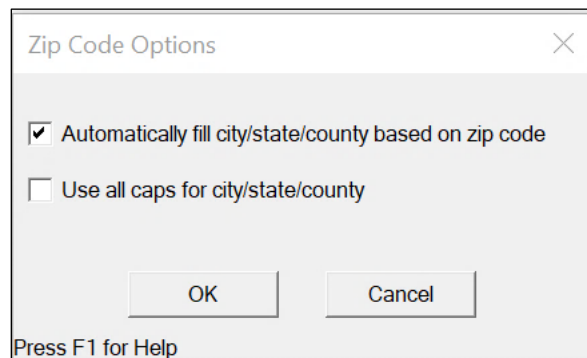 Zip Code Options
Automatically fill city/state/county based on zip code
Use all caps for city/state/county
OK
Cancel
Press F1 for Help